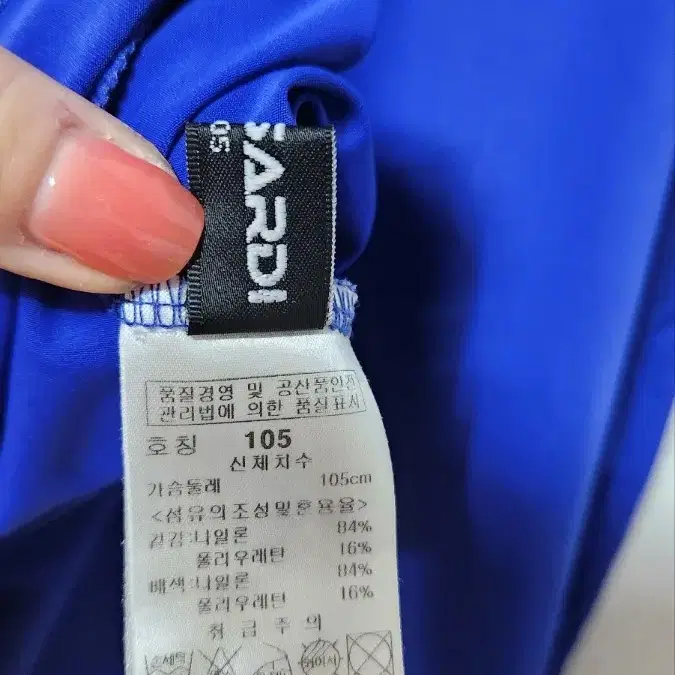 SARDI
05
품질경영 및 공산품안전
관리법에 의한 품질표시
호칭 105
신체치수
가슴둘레 105cm
<섬유의조성및혼용율>
겉감:나일론 84%
폴리우레탄 16%
배색:나일론 84%
폴리우레탄 16%
취급주의